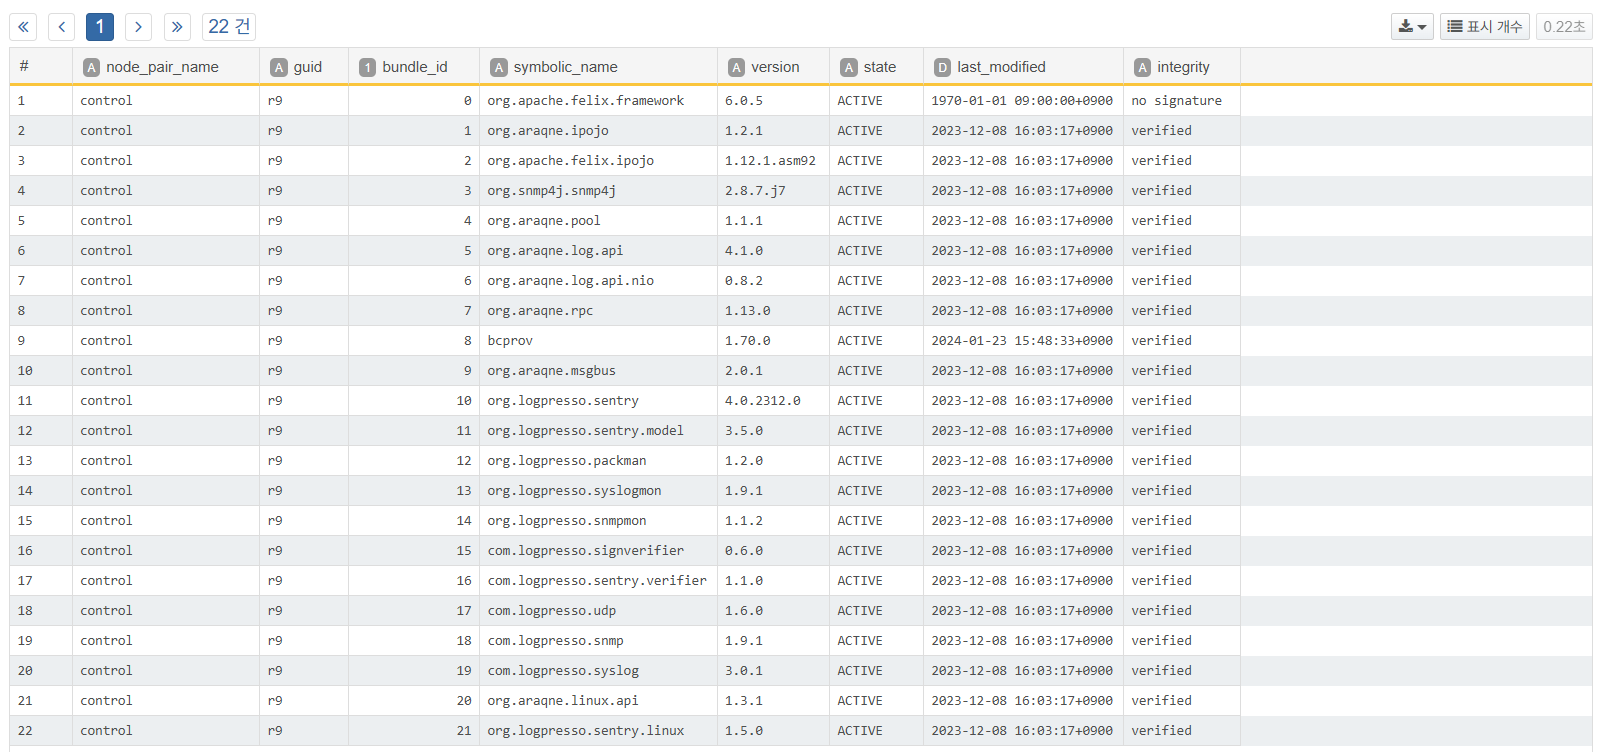 « ‹ 1 › » 22 건 표시 개수 0.22초
# A node_pair_name A guid 1 bundle_id A symbolic_name A version A state D last_modified A integrity
1 control r9 0 org.apache.felix.framework 6.0.5 ACTIVE 1970-01-01 09:00:00+0900 no signature
2 control r9 1 org.araqne.ipojo 1.2.1 ACTIVE 2023-12-08 16:03:17+0900 verified
3 control r9 2 org.apache.felix.ipojo 1.12.1.asm92 ACTIVE 2023-12-08 16:03:17+0900 verified
4 control r9 3 org.snmp4j.snmp4j 2.8.7.j7 ACTIVE 2023-12-08 16:03:17+0900 verified
5 control r9 4 org.araqne.pool 1.1.1 ACTIVE 2023-12-08 16:03:17+0900 verified
6 control r9 5 org.araqne.log.api 4.1.0 ACTIVE 2023-12-08 16:03:17+0900 verified
7 control r9 6 org.araqne.log.api.nio 0.8.2 ACTIVE 2023-12-08 16:03:17+0900 verified
8 control r9 7 org.araqne.rpc 1.13.0 ACTIVE 2023-12-08 16:03:17+0900 verified
9 control r9 8 bcprov 1.70.0 ACTIVE 2024-01-23 15:48:33+0900 verified
10 control r9 9 org.araqne.msgbus 2.0.1 ACTIVE 2023-12-08 16:03:17+0900 verified
11 control r9 10 org.logpresso.sentry 4.0.2312.0 ACTIVE 2023-12-08 16:03:17+0900 verified
12 control r9 11 org.logpresso.sentry.model 3.5.0 ACTIVE 2023-12-08 16:03:17+0900 verified
13 control r9 12 org.logpresso.packman 1.2.0 ACTIVE 2023-12-08 16:03:17+0900 verified
14 control r9 13 org.logpresso.syslogmon 1.9.1 ACTIVE 2023-12-08 16:03:17+0900 verified
15 control r9 14 org.logpresso.snmpmon 1.1.2 ACTIVE 2023-12-08 16:03:17+0900 verified
16 control r9 15 com.logpresso.signverifier 0.6.0 ACTIVE 2023-12-08 16:03:17+0900 verified
17 control r9 16 com.logpresso.sentry.verifier 1.1.0 ACTIVE 2023-12-08 16:03:17+0900 verified
18 control r9 17 com.logpresso.udp 1.6.0 ACTIVE 2023-12-08 16:03:17+0900 verified
19 control r9 18 com.logpresso.snmp 1.9.1 ACTIVE 2023-12-08 16:03:17+0900 verified
20 control r9 19 com.logpresso.syslog 3.0.1 ACTIVE 2023-12-08 16:03:17+0900 verified
21 control r9 20 org.araqne.linux.api 1.3.1 ACTIVE 2023-12-08 16:03:17+0900 verified
22 control r9 21 org.logpresso.sentry.linux 1.5.0 ACTIVE 2023-12-08 16:03:17+0900 verified